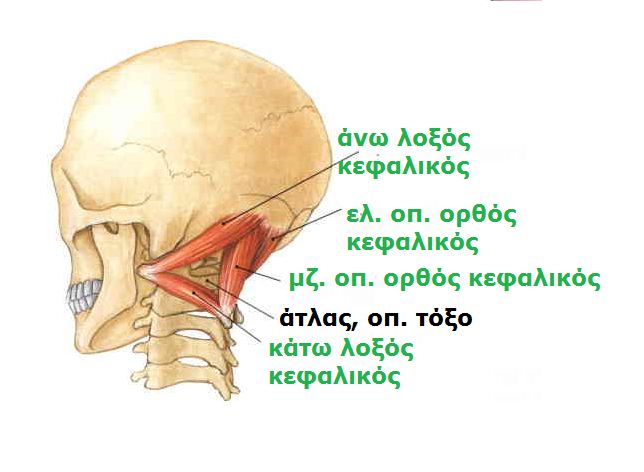 άνω λοξός
κεφαλικός
ελ. οπ. ορθός
κεφαλικός
μζ. οπ. ορθός κεφαλικός
άτλας, οπ. τόξο
κάτω λοξός
κεφαλικός